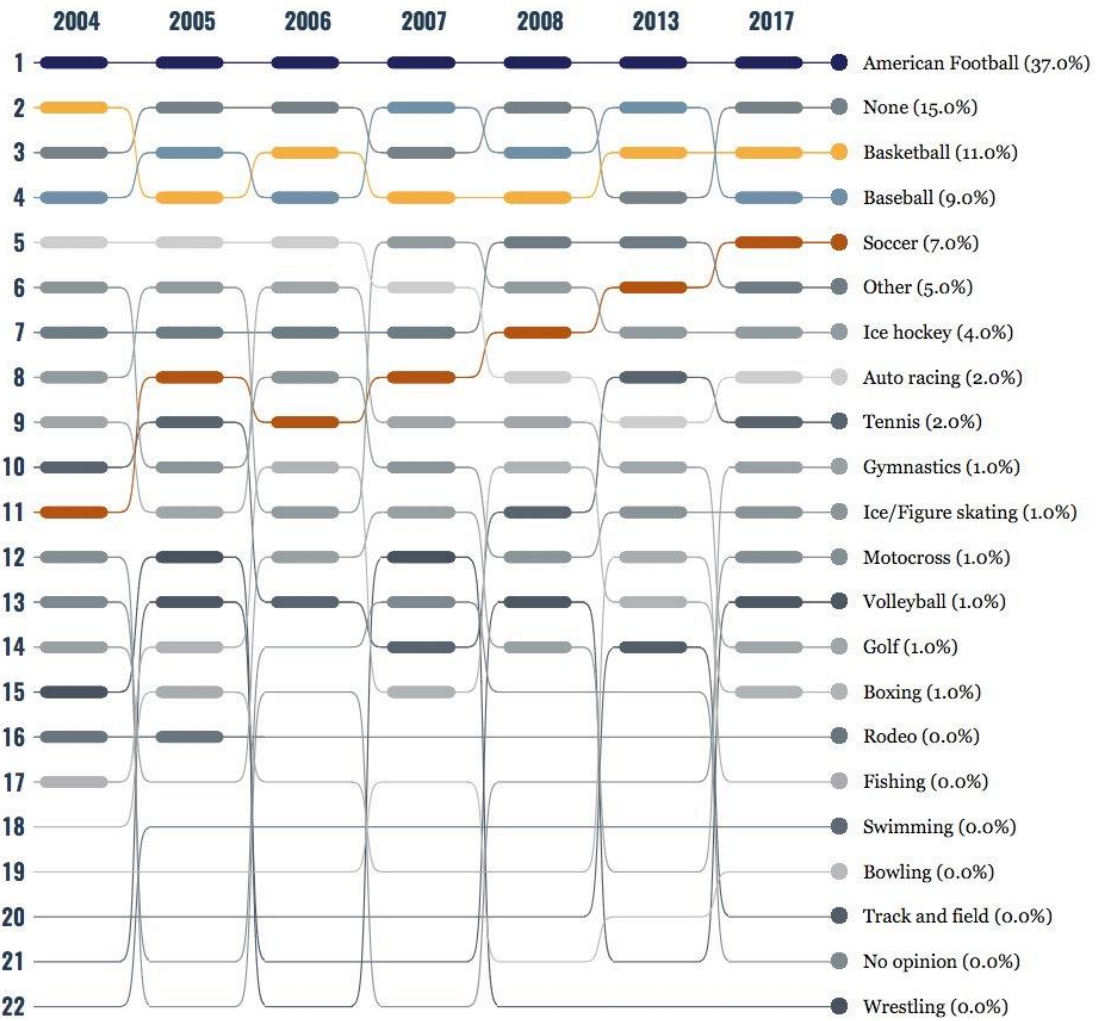 2004 2005 2006 2007 2008 2013 2017
1 American Football (37.0%)
2 None (15.0%)
3 Basketball (11.0%)
4 Baseball (9.0%)
5 Soccer (7.0%)
6 Other (5.0%)
7 Ice hockey (4.0%)
8 Auto racing (2.0%)
9 Tennis (2.0%)
10 Gymnastics (1.0%)
11 Ice/Figure skating (1.0%)
12 Motocross (1.0%)
13 Volleyball (1.0%)
14 Golf (1.0%)
15 Boxing (1.0%)
16 Rodeo (0.0%)
17 Fishing (0.0%)
18 Swimming (0.0%)
19 Bowling (0.0%)
20 Track and field (0.0%)
21 No opinion (0.0%)
22 Wrestling (0.0%)